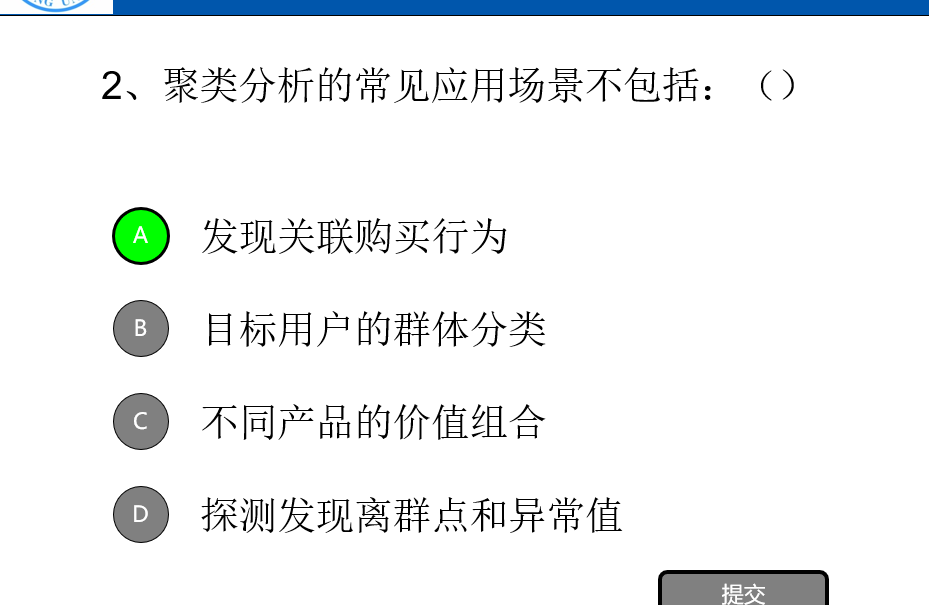 2、聚类分析的常见应用场景不包括：（）
A 发现关联购买行为
B 目标用户的群体分类
C 不同产品的价值组合
D 探测发现离群点和异常值
提交